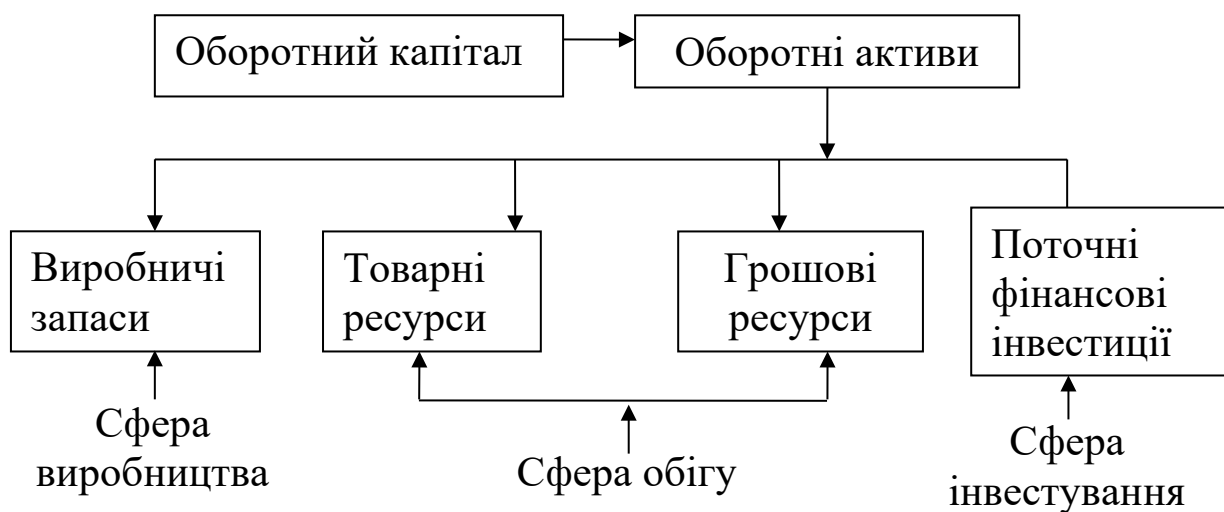 Оборотний капітал
Оборотні активи
Виробничі
запаси
Товарні
ресурси
Грошові
ресурси
Поточні
фінансові
інвестиції
Сфера
виробництва
Сфера обігу
Сфера
інвестування